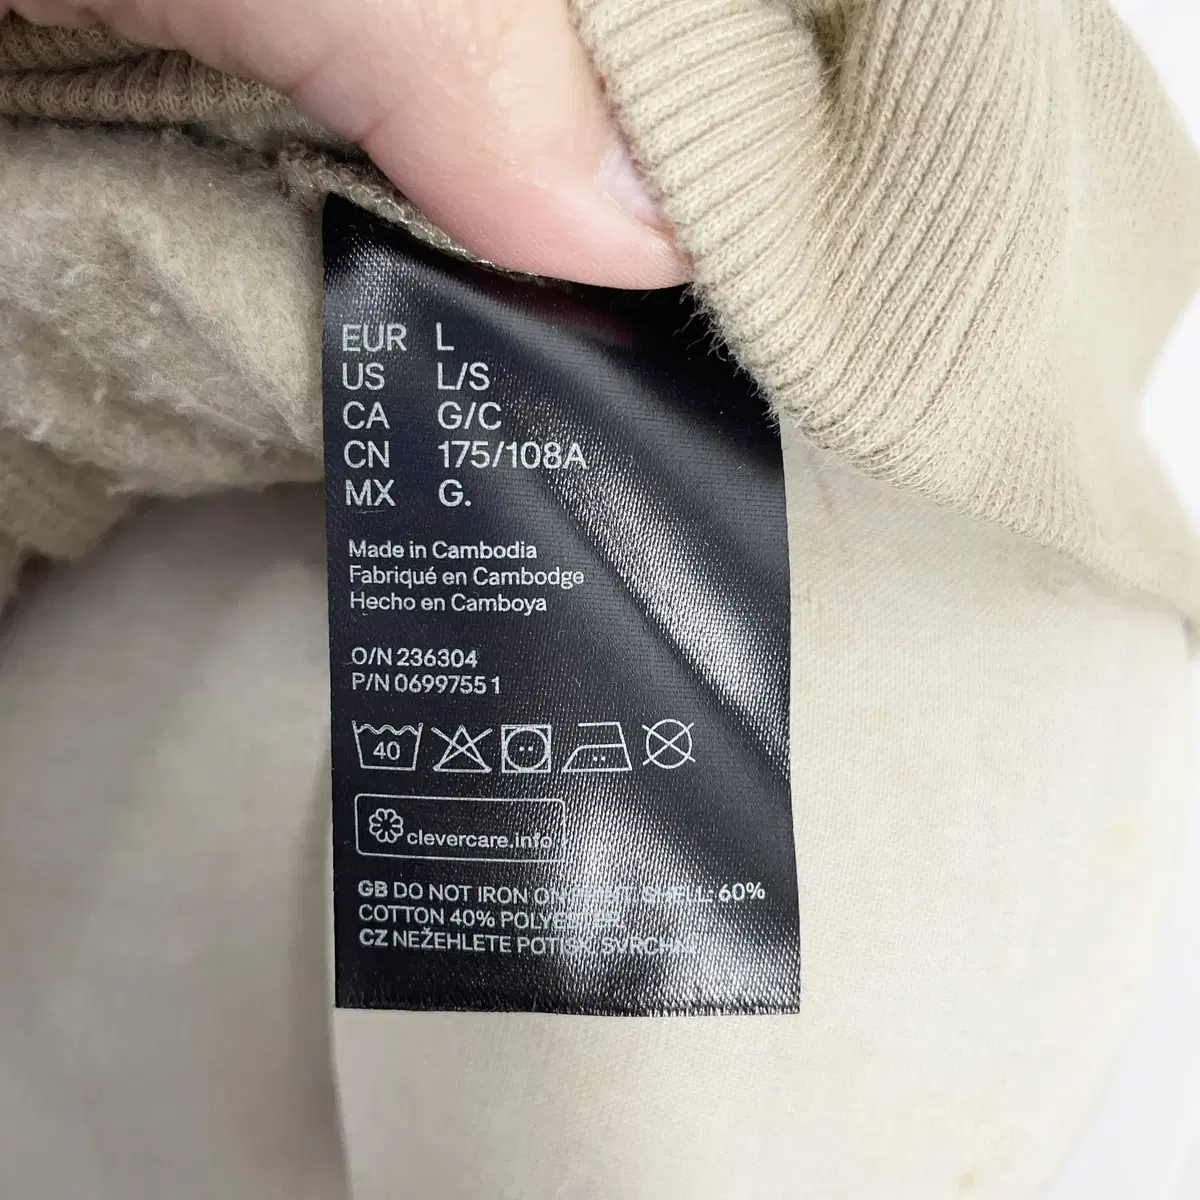 EUR L
US L/S
CA G/C
CN 175/108A
MX G.
Made in Cambodia
Fabriqué en Cambodge
Hecho en Camboya
O/N 236304
P/N 06997551
40
clevercare.info
GB DO NOT IRON ON PRINT. SHELL: 60%
COTTON 40% POLYESTER
CZ NEŽEHLETE POTISK. SVRCHNÍ